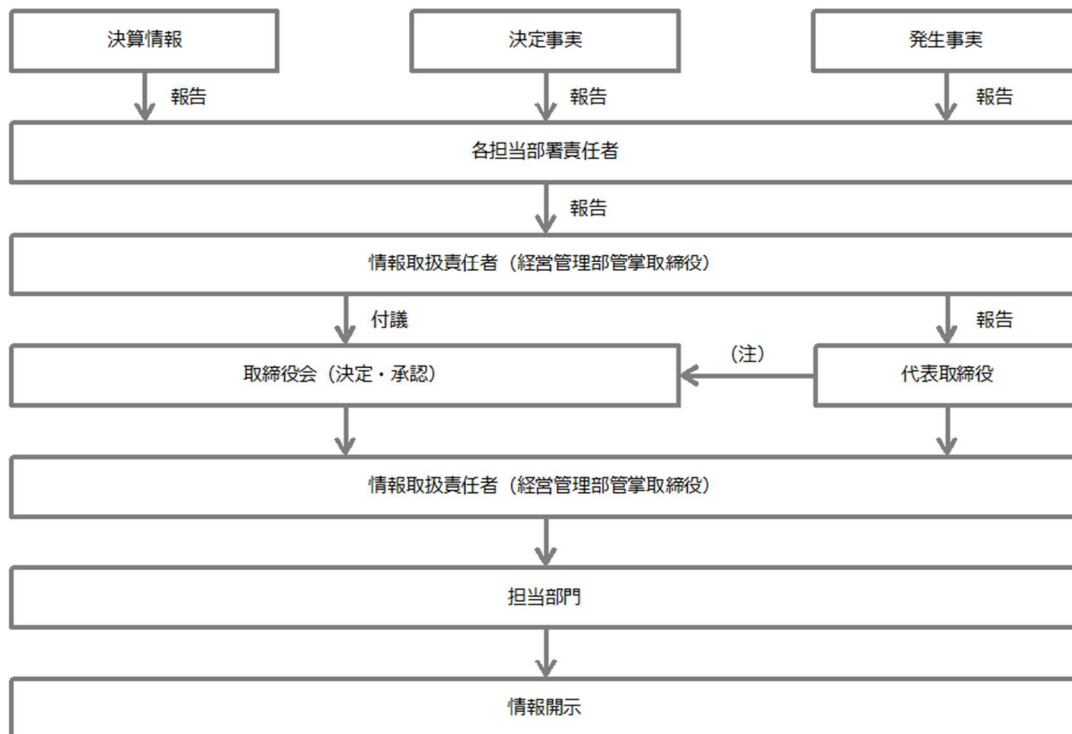 決算情報
決定事実
発生事実
報告
報告
報告
各担当部署責任者
報告
情報取扱責任者（経営管理部管掌取締役）
付議
報告
取締役会（決定・承認）
（注）
代表取締役
情報取扱責任者（経営管理部管掌取締役）
担当部門
情報開示